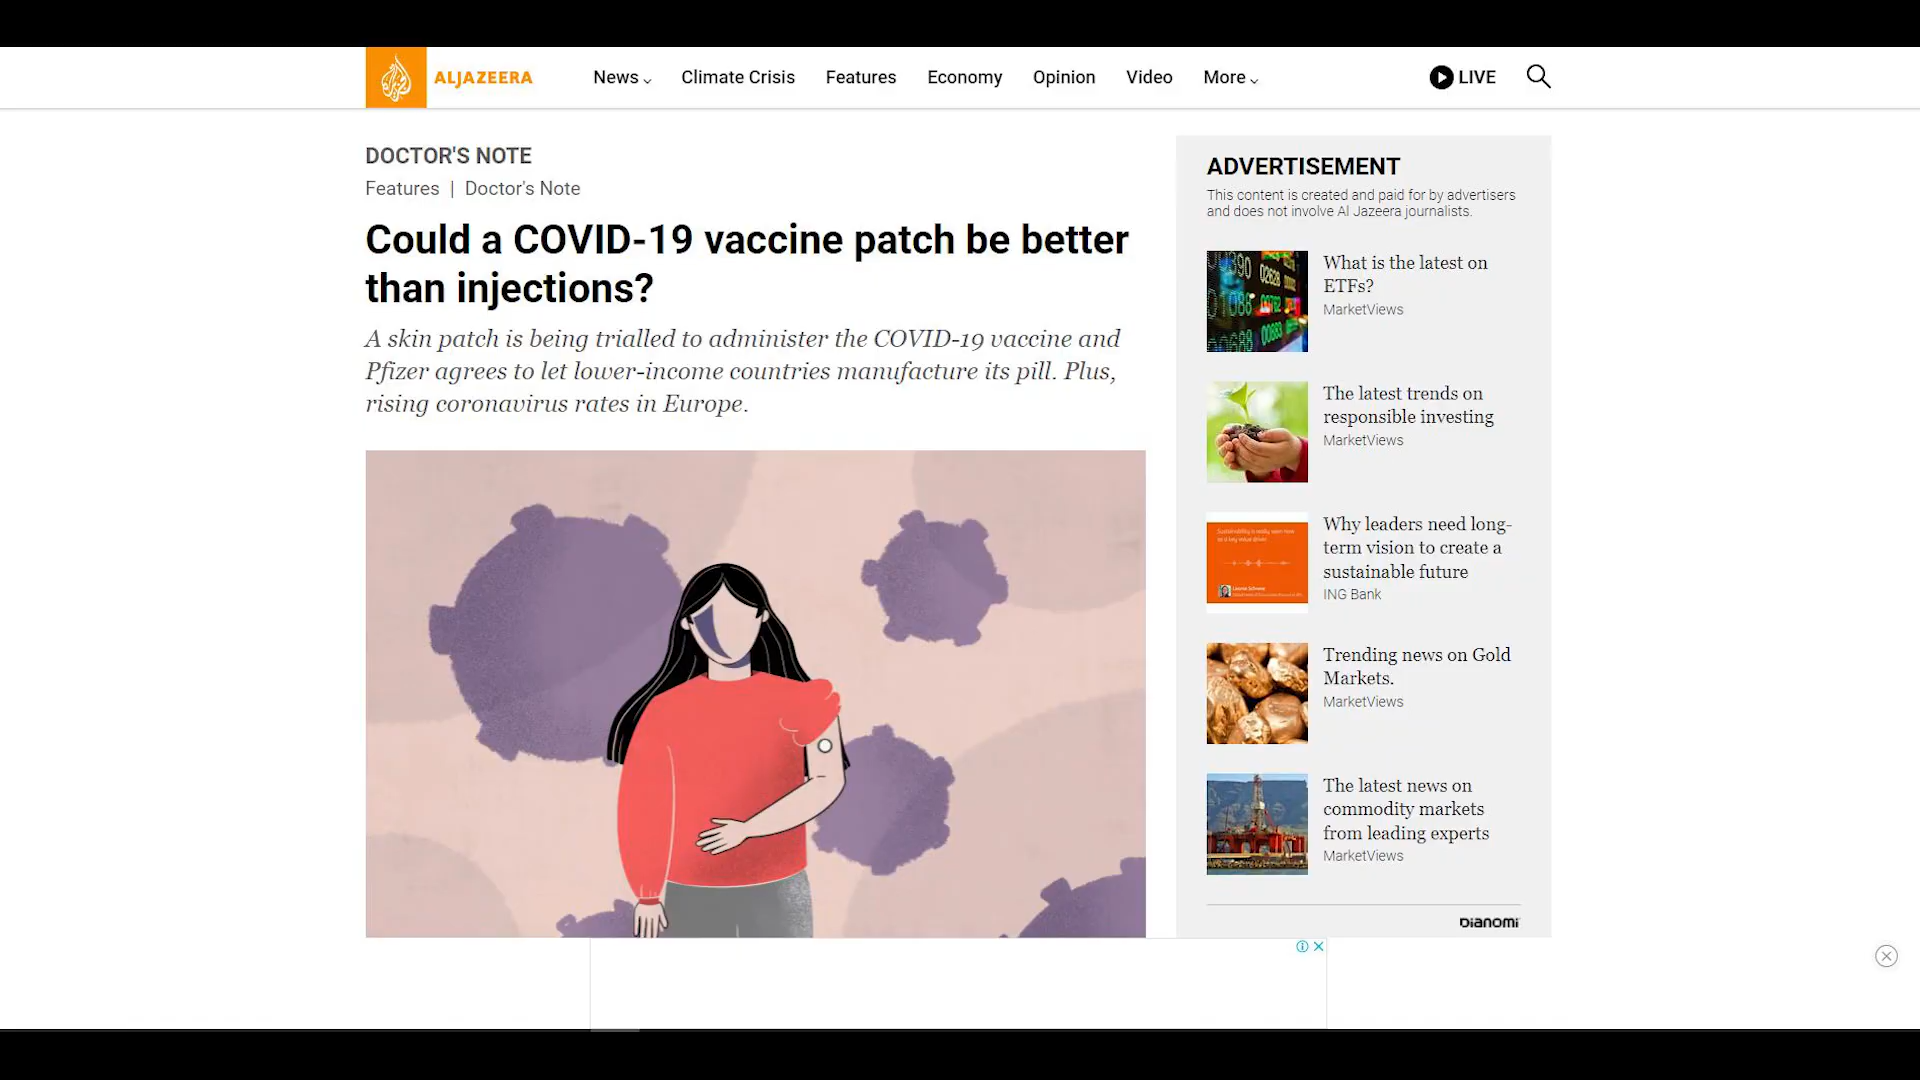 ALJAZEERA
News
Climate Crisis
Features
Economy
Opinion
Video
More
LIVE
DOCTOR'S NOTE
Features | Doctor's Note
Could a COVID-19 vaccine patch be better
than injections?
A skin patch is being trialled to administer the COVID-19 vaccine and
Pfizer agrees to let lower-income countries manufacture its pill. Plus,
rising coronavirus rates in Europe.
ADVERTISEMENT
This content is created and paid for by advertisers
and does not involve Al Jazeera journalists.
What is the latest on
ETFs?
MarketViews
The latest trends on
responsible investing
MarketViews
Why leaders need long-
term vision to create a
sustainable future
ING Bank
Trending news on Gold
Markets.
MarketViews
The latest news on
commodity markets
from leading experts
MarketViews
DIANOMI